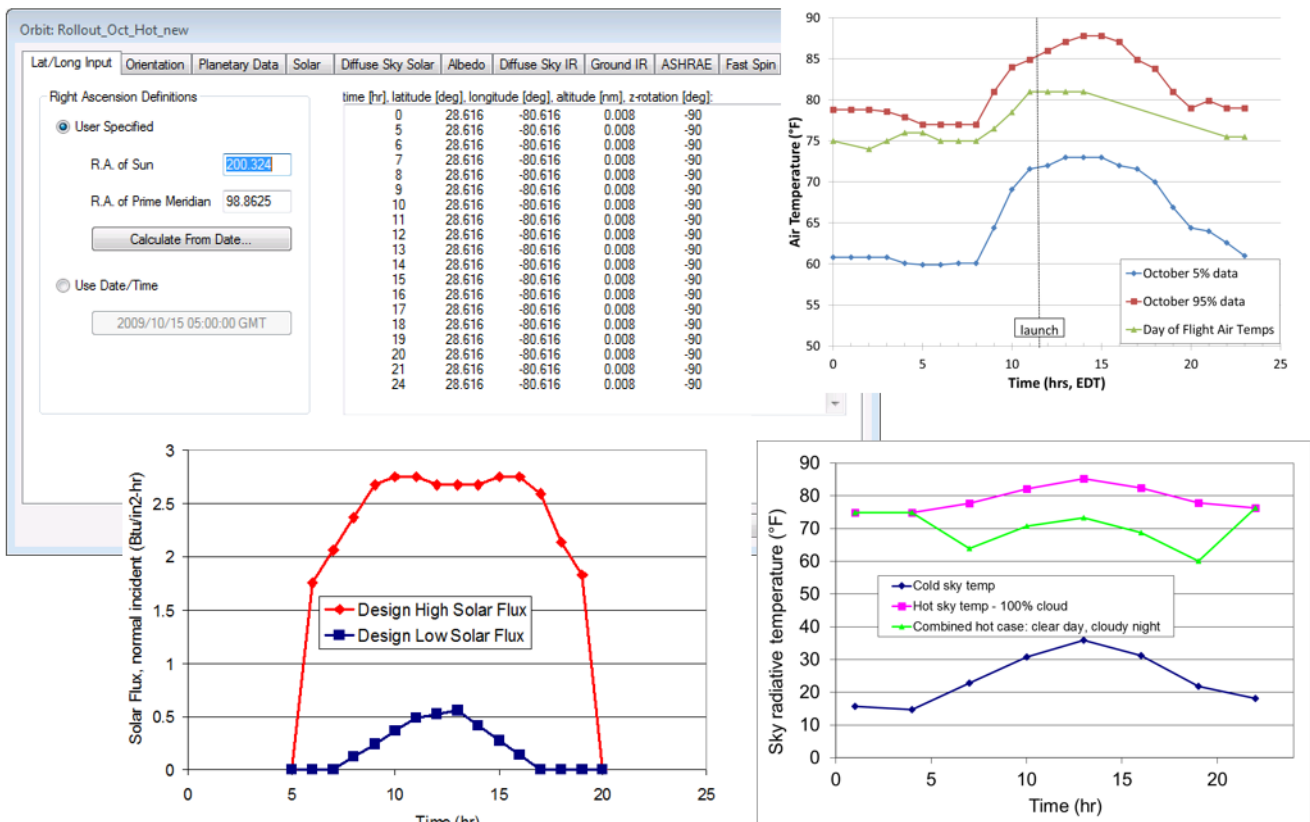 Orbit: Rollout_Oct_Hot_new
Lat/Long Input Orientation Planetary Data Solar Diffuse Sky Solar Albedo Diffuse Sky IR Ground IR ASHRAE Fast Spin
Right Ascension Definitions
User Specified
R.A. of Sun 200.324
R.A. of Prime Meridian 98.8625
Calculate From Date...
Use Date/Time
2009/10/15 05:00:00 GMT
time [hr], latitude [deg], longitude [deg], altitude [nm], z-rotation [deg]:
0 28.616 -80.616 0.008 -90
5 28.616 -80.616 0.008 -90
6 28.616 -80.616 0.008 -90
7 28.616 -80.616 0.008 -90
8 28.616 -80.616 0.008 -90
9 28.616 -80.616 0.008 -90
10 28.616 -80.616 0.008 -90
11 28.616 -80.616 0.008 -90
12 28.616 -80.616 0.008 -90
13 28.616 -80.616 0.008 -90
14 28.616 -80.616 0.008 -90
15 28.616 -80.616 0.008 -90
16 28.616 -80.616 0.008 -90
17 28.616 -80.616 0.008 -90
18 28.616 -80.616 0.008 -90
19 28.616 -80.616 0.008 -90
20 28.616 -80.616 0.008 -90
21 28.616 -80.616 0.008 -90
24 28.616 -80.616 0.008 -90
90
85
80
75
70
65
60
55
50
Air Temperature (°F)
October 5% data
October 95% data
Day of Flight Air Temps
launch
0 5 10 15 20 25
Time (hrs, EDT)
3
2.5
2
1.5
1
0.5
0
Solar Flux, normal incident (Btu/in2-hr)
Design High Solar Flux
Design Low Solar Flux
0 5 10 15 20 25
Time (hr)
90
80
70
60
50
40
30
20
10
0
Sky radiative temperature (°F)
Cold sky temp
Hot sky temp - 100% cloud
Combined hot case: clear day, cloudy night
0 5 10 15 20
Time (hr)